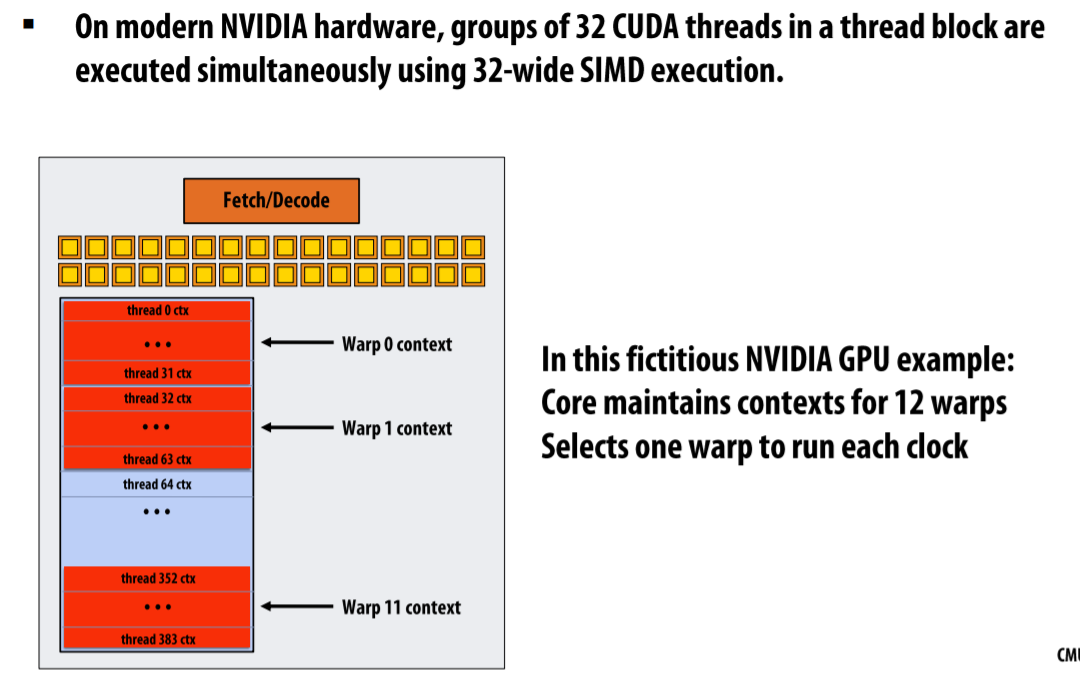 ▪ On modern NVIDIA hardware, groups of 32 CUDA threads in a thread block are
executed simultaneously using 32-wide SIMD execution.
Fetch/Decode
thread 0 ctx
...
thread 31 ctx
Warp 0 context
thread 32 ctx
...
thread 63 ctx
Warp 1 context
thread 64 ctx
...
thread 352 ctx
...
thread 383 ctx
Warp 11 context
In this fictitious NVIDIA GPU example:
Core maintains contexts for 12 warps
Selects one warp to run each clock